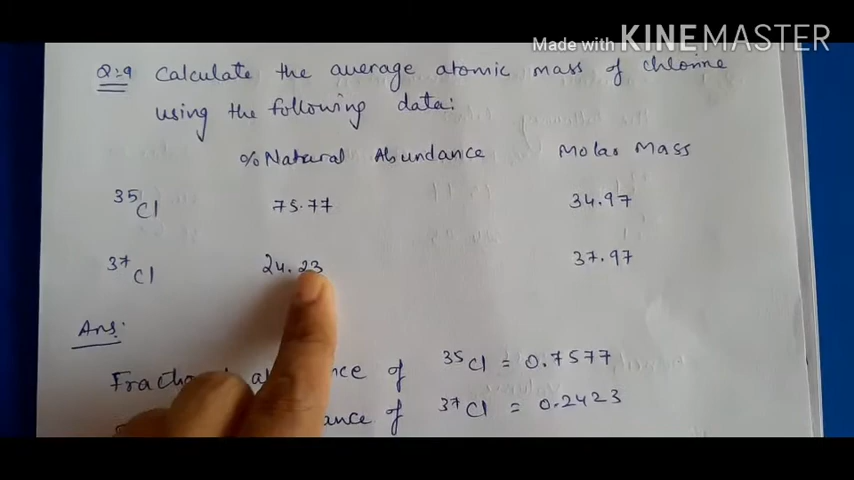 Made with KINEMASTER
Q:9 Calculate the average atomic mass of chlorine
using the following data:
% Natural Abundance Molar Mass
35Cl 75.77 34.97
37Cl 24.23 37.97
Ans:
of 35Cl = 0.7577
of 37Cl = 0.2423